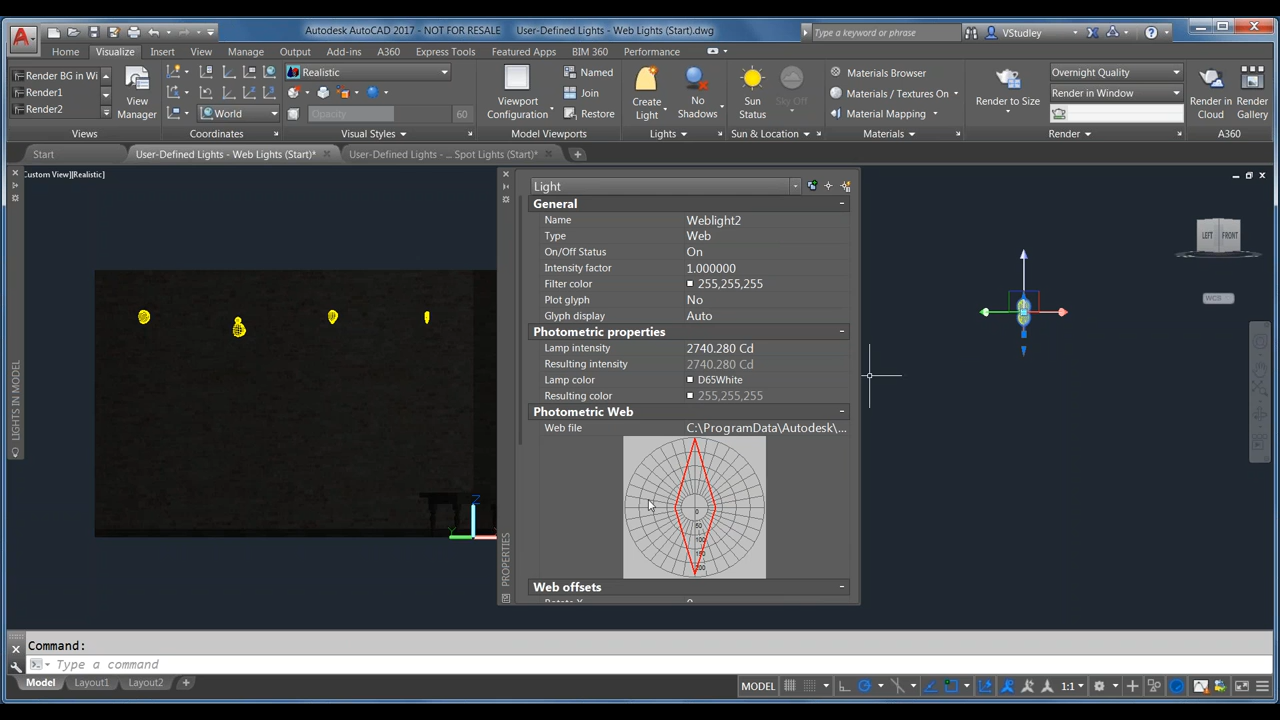 Autodesk AutoCAD 2017 - NOT FOR RESALE User-Defined Lights - Web Lights (Start).dwg
Type a keyword or phrase
VStudley
Home Visualize Insert View Manage Output Add-ins A360 Express Tools Featured Apps BIM 360 Performance
Render BG in Wi
Render1
Render2
View
Manager
World
Realistic
Opacity 60
Viewport
Configuration
Named
Join
Restore
Create
Light
No
Shadows
Sun
Status
Sky Off
Materials Browser
Materials / Textures On
Material Mapping
Render to Size
Overnight Quality
Render in Window
Render in
Cloud
Render
Gallery
Views Coordinates Visual Styles Model Viewports Lights Sun & Location Materials Render A360
Start User-Defined Lights - Web Lights (Start)* User-Defined Lights - ... Spot Lights (Start)*
Custom View][Realistic]
LIGHTS IN MODEL
PROPERTIES
Light
General
Name Weblight2
Type Web
On/Off Status On
Intensity factor 1.000000
Filter color 255,255,255
Plot glyph No
Glyph display Auto
Photometric properties
Lamp intensity 2740.280 Cd
Resulting intensity 2740.280 Cd
Lamp color D65White
Resulting color 255,255,255
Photometric Web
Web file C:\ProgramData\Autodesk\...
0
50
Web offsets
LEFT FRONT
WCS
Z
Command:
Type a command
Model Layout1 Layout2
MODEL 1:1